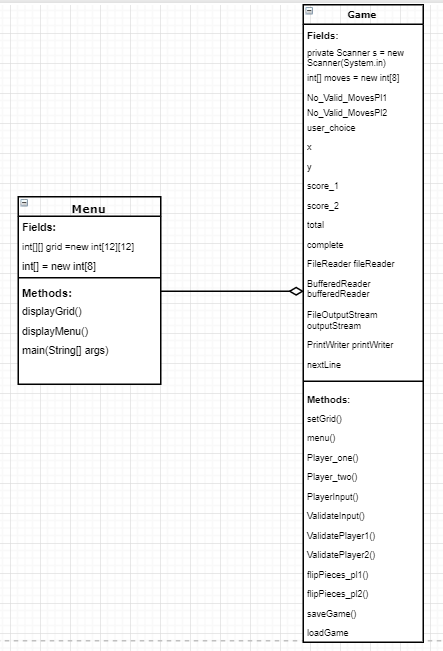 Game
Fields:
private Scanner s = new
Scanner(System.in)
int[] moves = new int[8]
No_Valid_MovesPl1
No_Valid_MovesPl2
user_choice
x
y
score_1
score_2
total
complete
FileReader fileReader
BufferedReader
bufferedReader
FileOutputStream
outputStream
PrintWriter printWriter
nextLine
Methods:
setGrid()
menu()
Player_one()
Player_two()
PlayerInput()
ValidateInput()
ValidatePlayer1()
ValidatePlayer2()
flipPieces_pl1()
flipPieces_pl2()
saveGame()
loadGame
Menu
Fields:
int[][] grid =new int[12][12]
int[] = new int[8]
Methods:
displayGrid()
displayMenu()
main(String[] args)